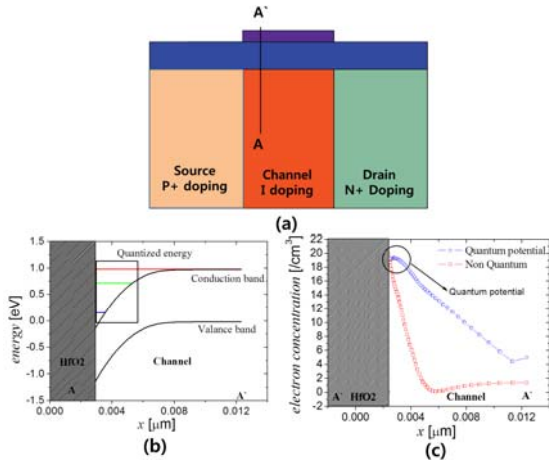 A`
A
Source
P+ doping
Channel
I doping
Drain
N+ Doping
(a)
energy [eV]
1.5
1.0
0.5
0.0
-0.5
-1.0
-1.5
Quantized energy
Conduction band
Valance band
HfO2
Channel
A
A`
0.000 0.004 0.008 0.012
x [μm]
(b)
electron concentration [/cm³]
22
20
18
16
14
12
10
8
6
4
2
0
-2
Quantum potential
Non Quantum
Quantum potential
Channel
A` HfO2
A`
0.000 0.004 0.008 0.012
x [μm]
(c)